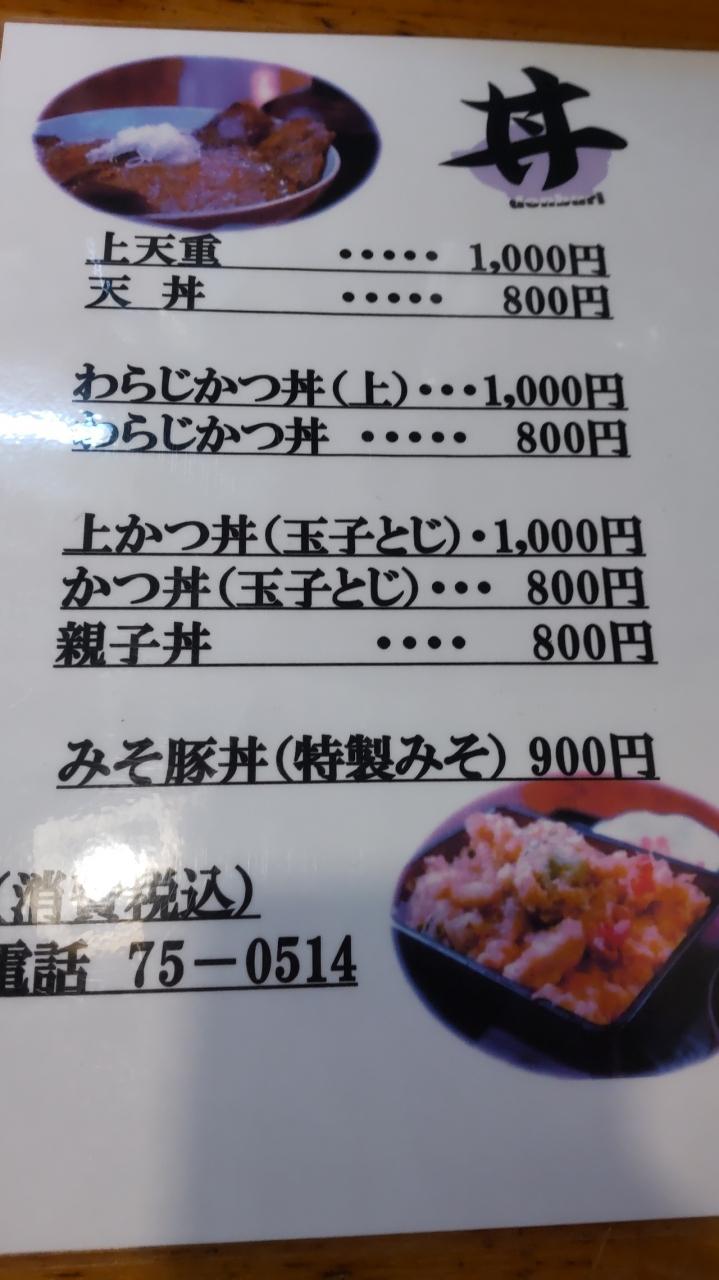 丼
donburi
上天重 ・・・・・ 1,000円
天 丼 ・・・・・ 800円
わらじかつ丼(上)・・・1,000円
わらじかつ丼 ・・・・・ 800円
上かつ丼(玉子とじ)・1,000円
かつ丼(玉子とじ)・・・ 800円
親子丼 ・・・・ 800円
みそ豚丼(特製みそ) 900円
(消費税込)
電話 75-0514